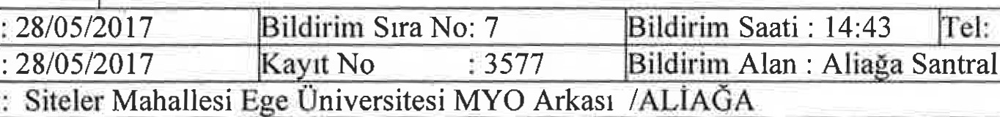 : 28/05/2017 Bildirim Sıra No: 7 Bildirim Saati : 14:43 Tel:
: 28/05/2017 Kayıt No : 3577 Bildirim Alan : Aliağa Santral
: Siteler Mahallesi Ege Üniversitesi MYO Arkası /ALİAĞA